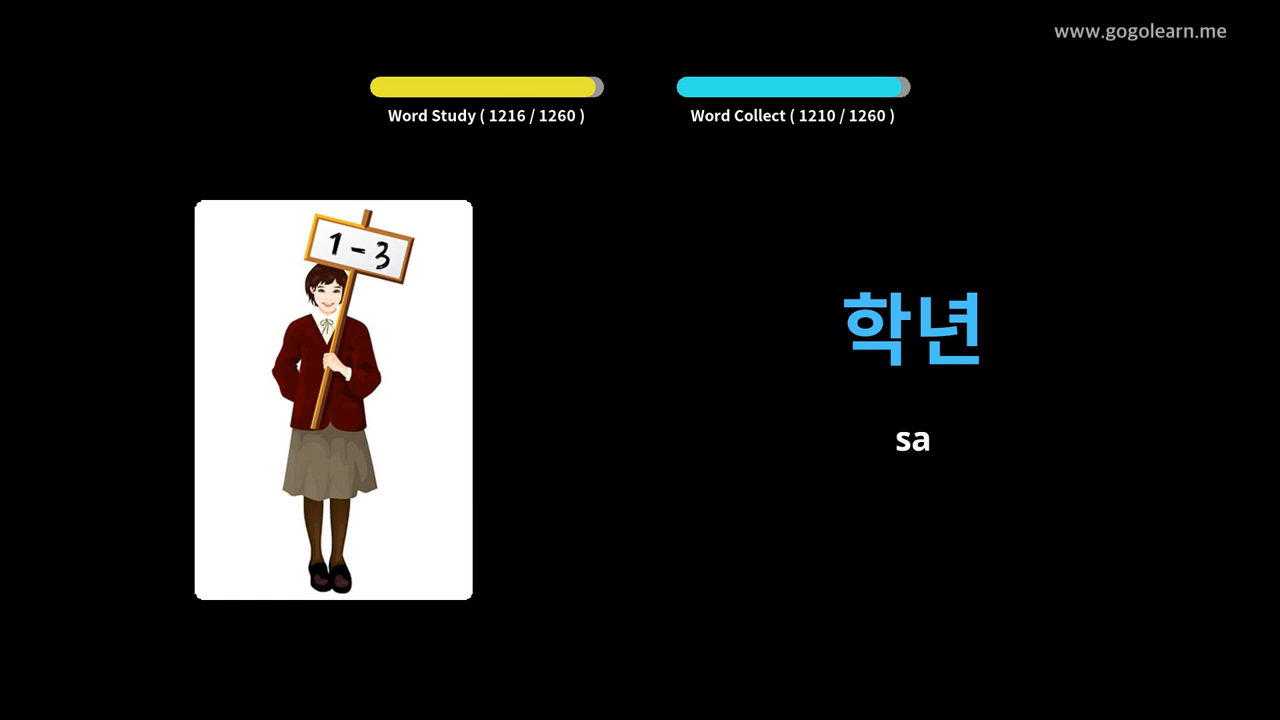 www.gogolearn.me
Word Study ( 1216 / 1260 )
Word Collect ( 1210 / 1260 )
1 - 3
학년
sa